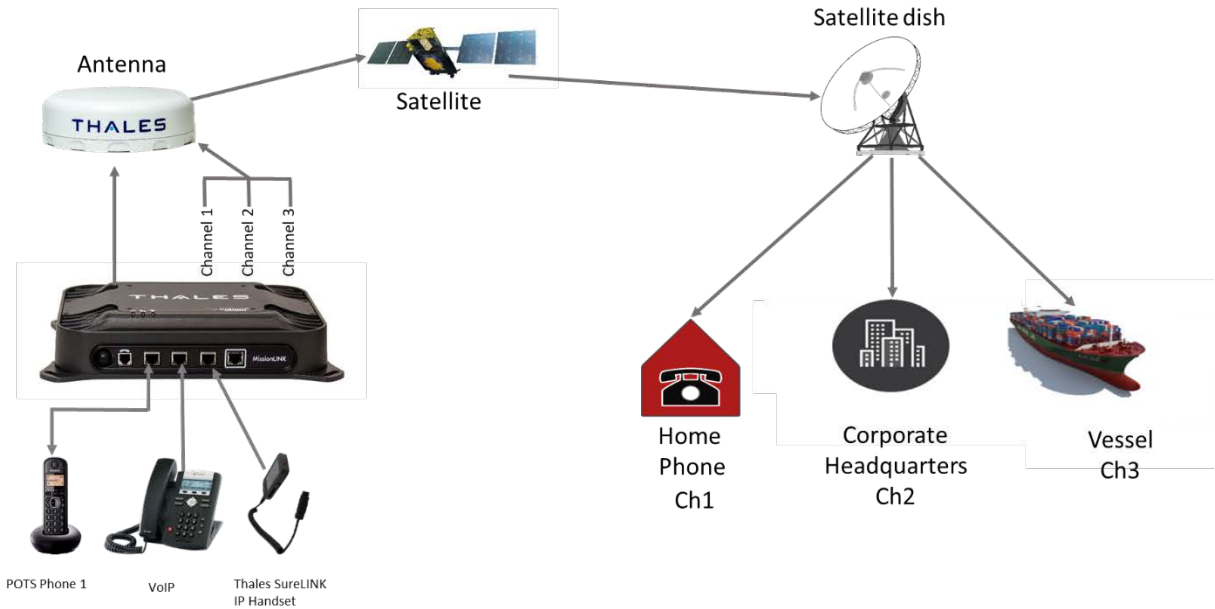 Satellite dish
Antenna
Satellite
THALES
Channel 1
Channel 2
Channel 3
THALES
MissionLINK
Home
Phone
Ch1
Corporate
Headquarters
Ch2
Vessel
Ch3
POTS Phone 1
VoIP
Thales SureLINK
IP Handset